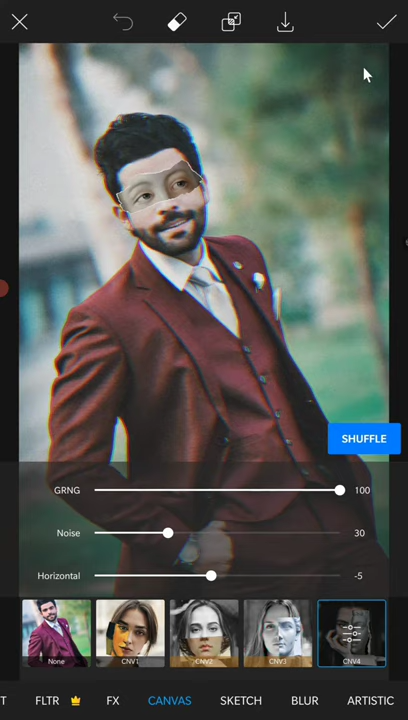 SHUFFLE
GRNG 100
Noise 30
Horizontal -5
None CNV1 CNV2 CNV3 CNV4
T FLTR FX CANVAS SKETCH BLUR ARTISTIC